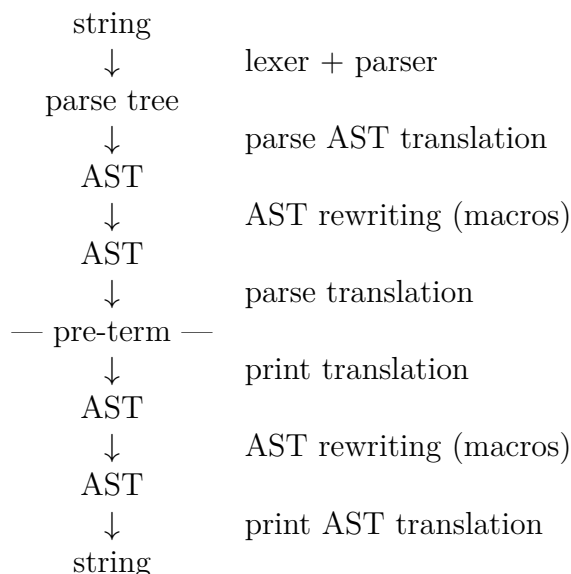 string
↓ lexer + parser
parse tree
↓ parse AST translation
AST
↓ AST rewriting (macros)
AST
↓ parse translation
— pre-term —
↓ print translation
AST
↓ AST rewriting (macros)
AST
↓ print AST translation
string